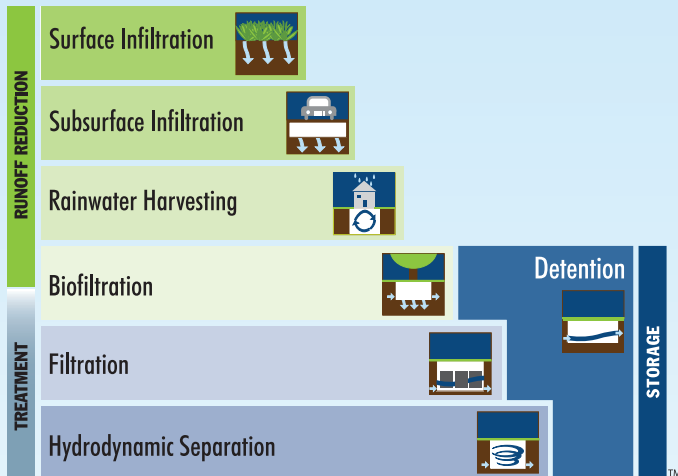 RUNOFF REDUCTION
Surface Infiltration
Subsurface Infiltration
Rainwater Harvesting
TREATMENT
Biofiltration
Filtration
Hydrodynamic Separation
Detention
STORAGE
TM